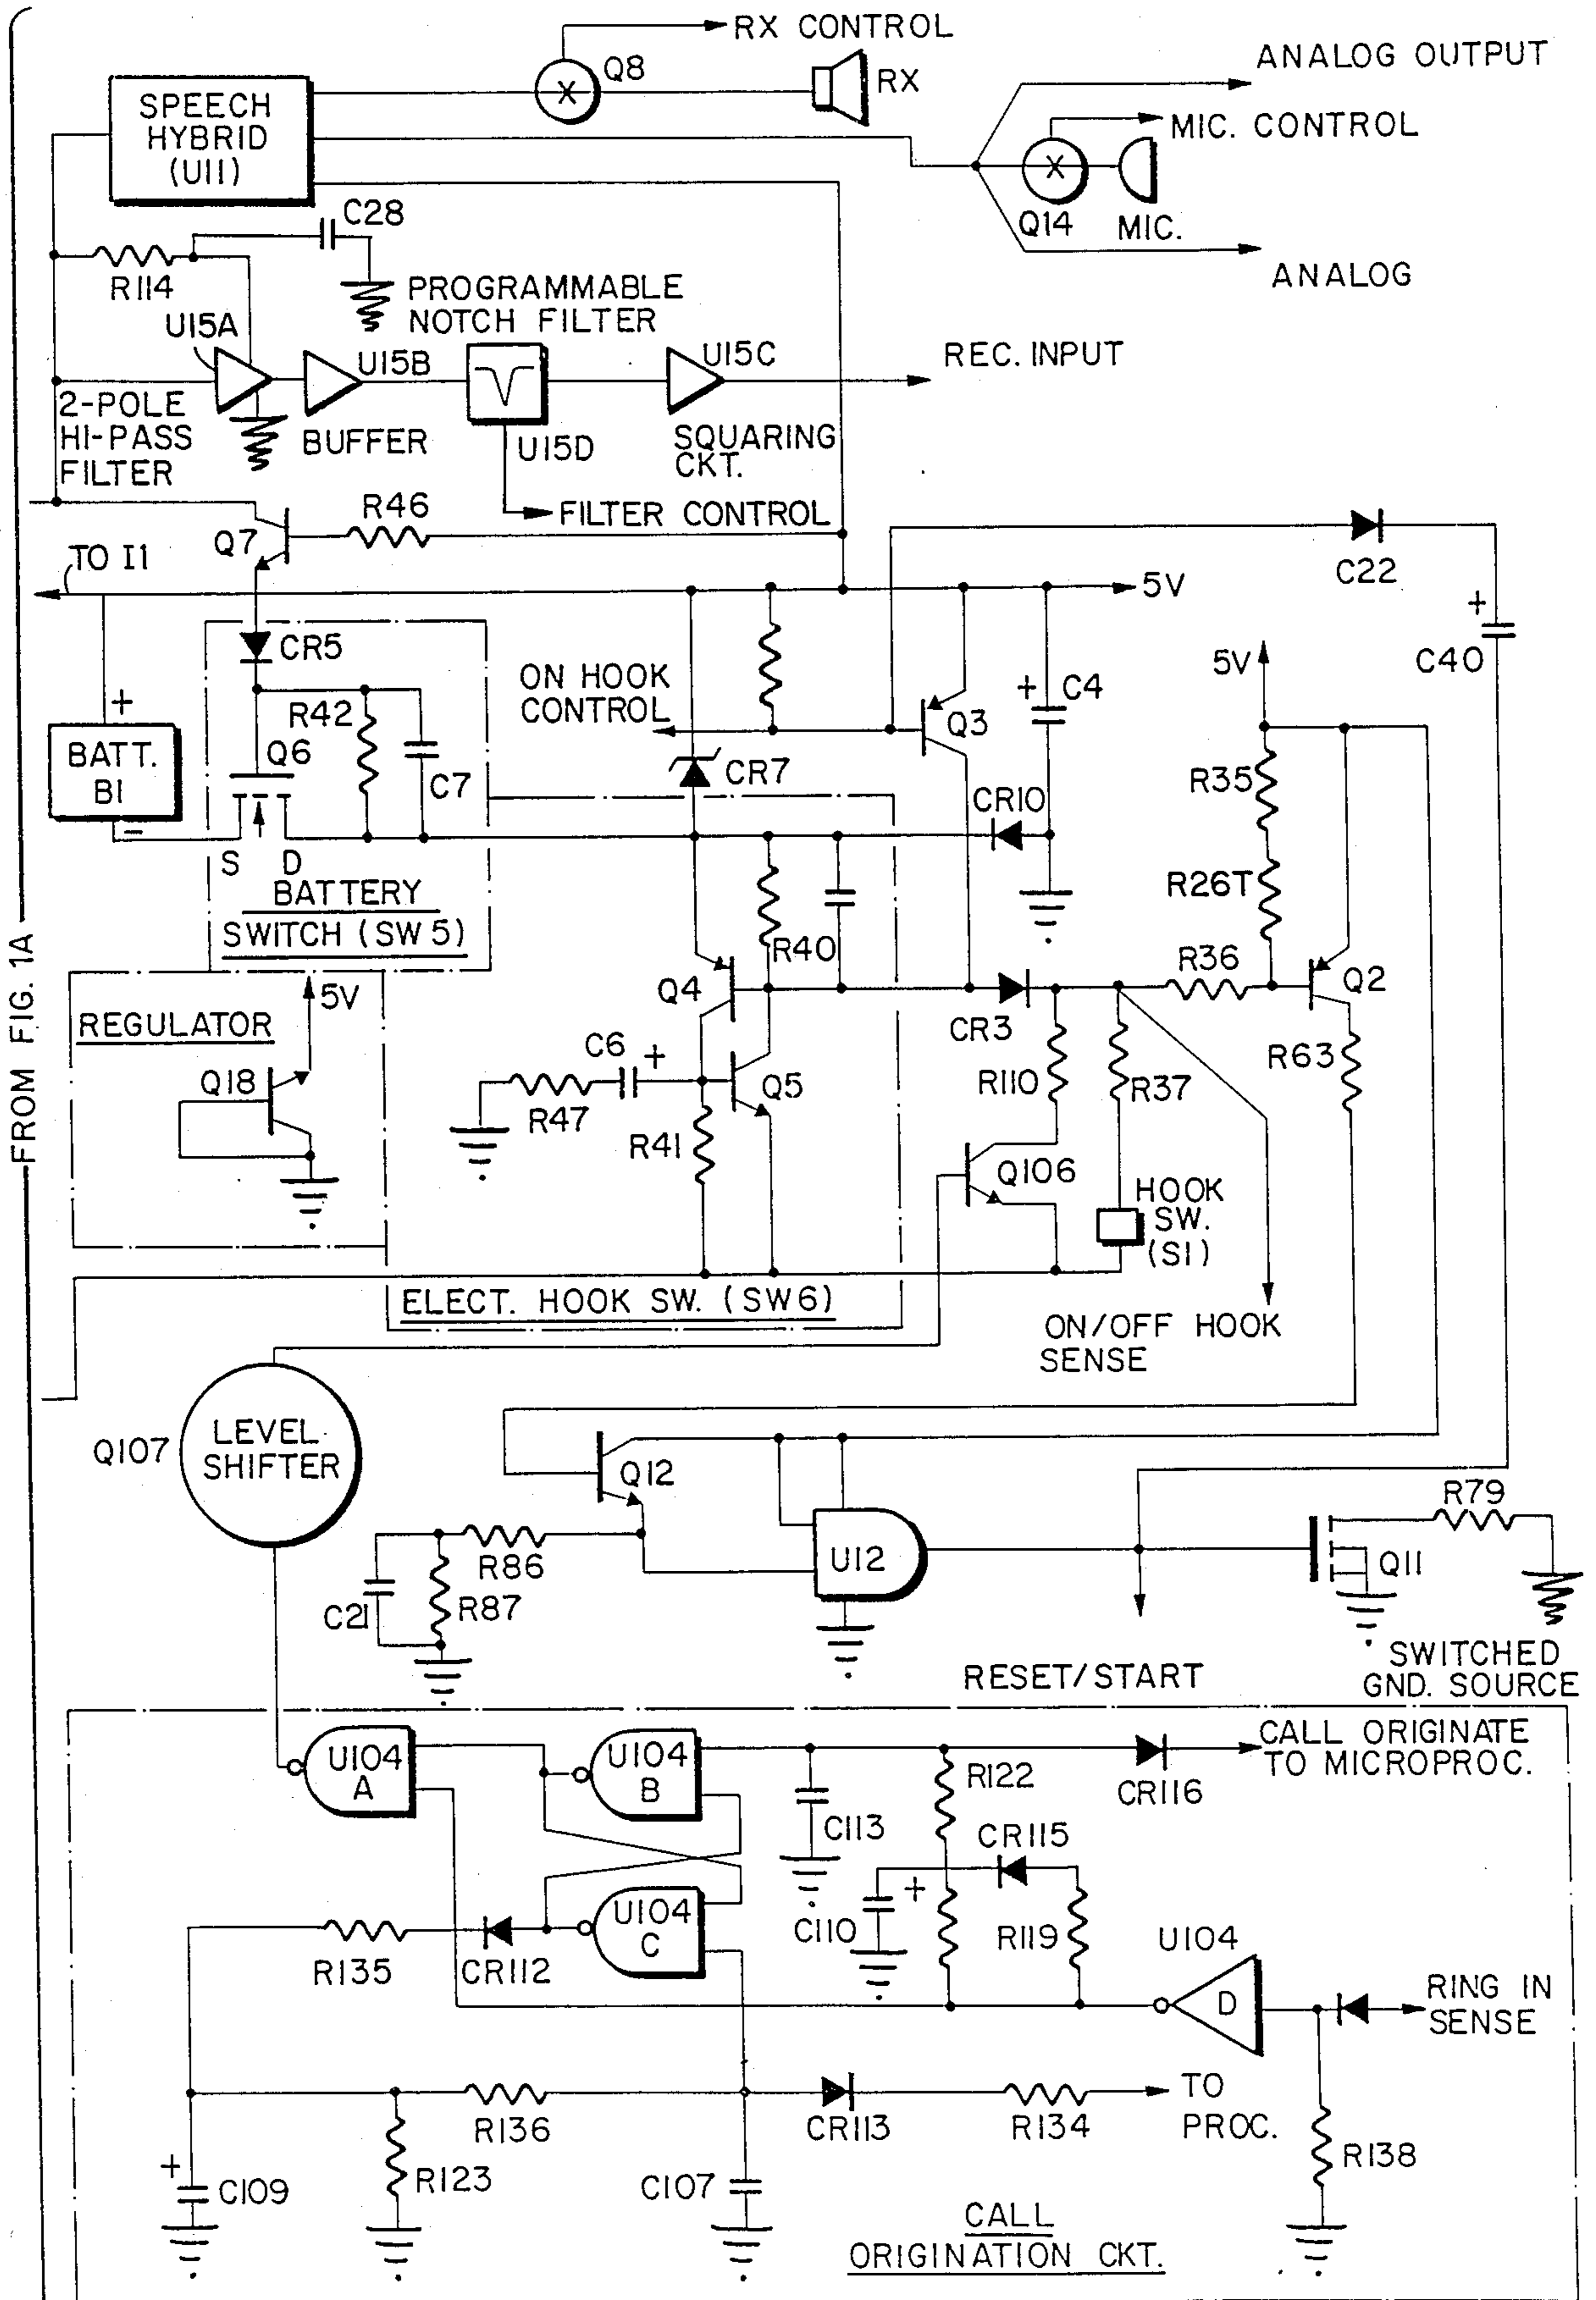 FROM FIG. 1A
RX CONTROL
Q8
RX
SPEECH
HYBRID
(U11)
ANALOG OUTPUT
MIC. CONTROL
Q14
MIC.
ANALOG
C28
R114
U15A
PROGRAMMABLE
NOTCH FILTER
U15B
U15C
REC. INPUT
2-POLE
HI-PASS
FILTER
BUFFER
U15D
SQUARING
CKT.
FILTER CONTROL
R46
Q7
TO I1
5V
C22
+
C40
CR5
ON HOOK
CONTROL
Q3
+
C4
5V
+
BATT.
B1
-
R42
Q6
C7
CR7
CR10
R35
S
D
BATTERY
SWITCH (SW5)
R26T
R40
R36
Q2
Q4
CR3
5V
REGULATOR
Q18
C6
+
R47
Q5
R41
R110
R37
R63
Q106
HOOK
SW.
(S1)
ELECT. HOOK SW. (SW6)
ON/OFF HOOK
SENSE
Q107
LEVEL
SHIFTER
Q12
R86
C21
R87
U12
R79
Q11
RESET/START
SWITCHED
GND. SOURCE
U104
A
U104
B
R122
CR116
CALL ORIGINATE
TO MICROPROC.
C113
CR115
+
C110
R119
U104
C
R135
CR112
U104
D
RING IN
SENSE
R136
CR113
R134
TO
PROC.
R138
+
C109
R123
C107
CALL
ORIGINATION CKT.